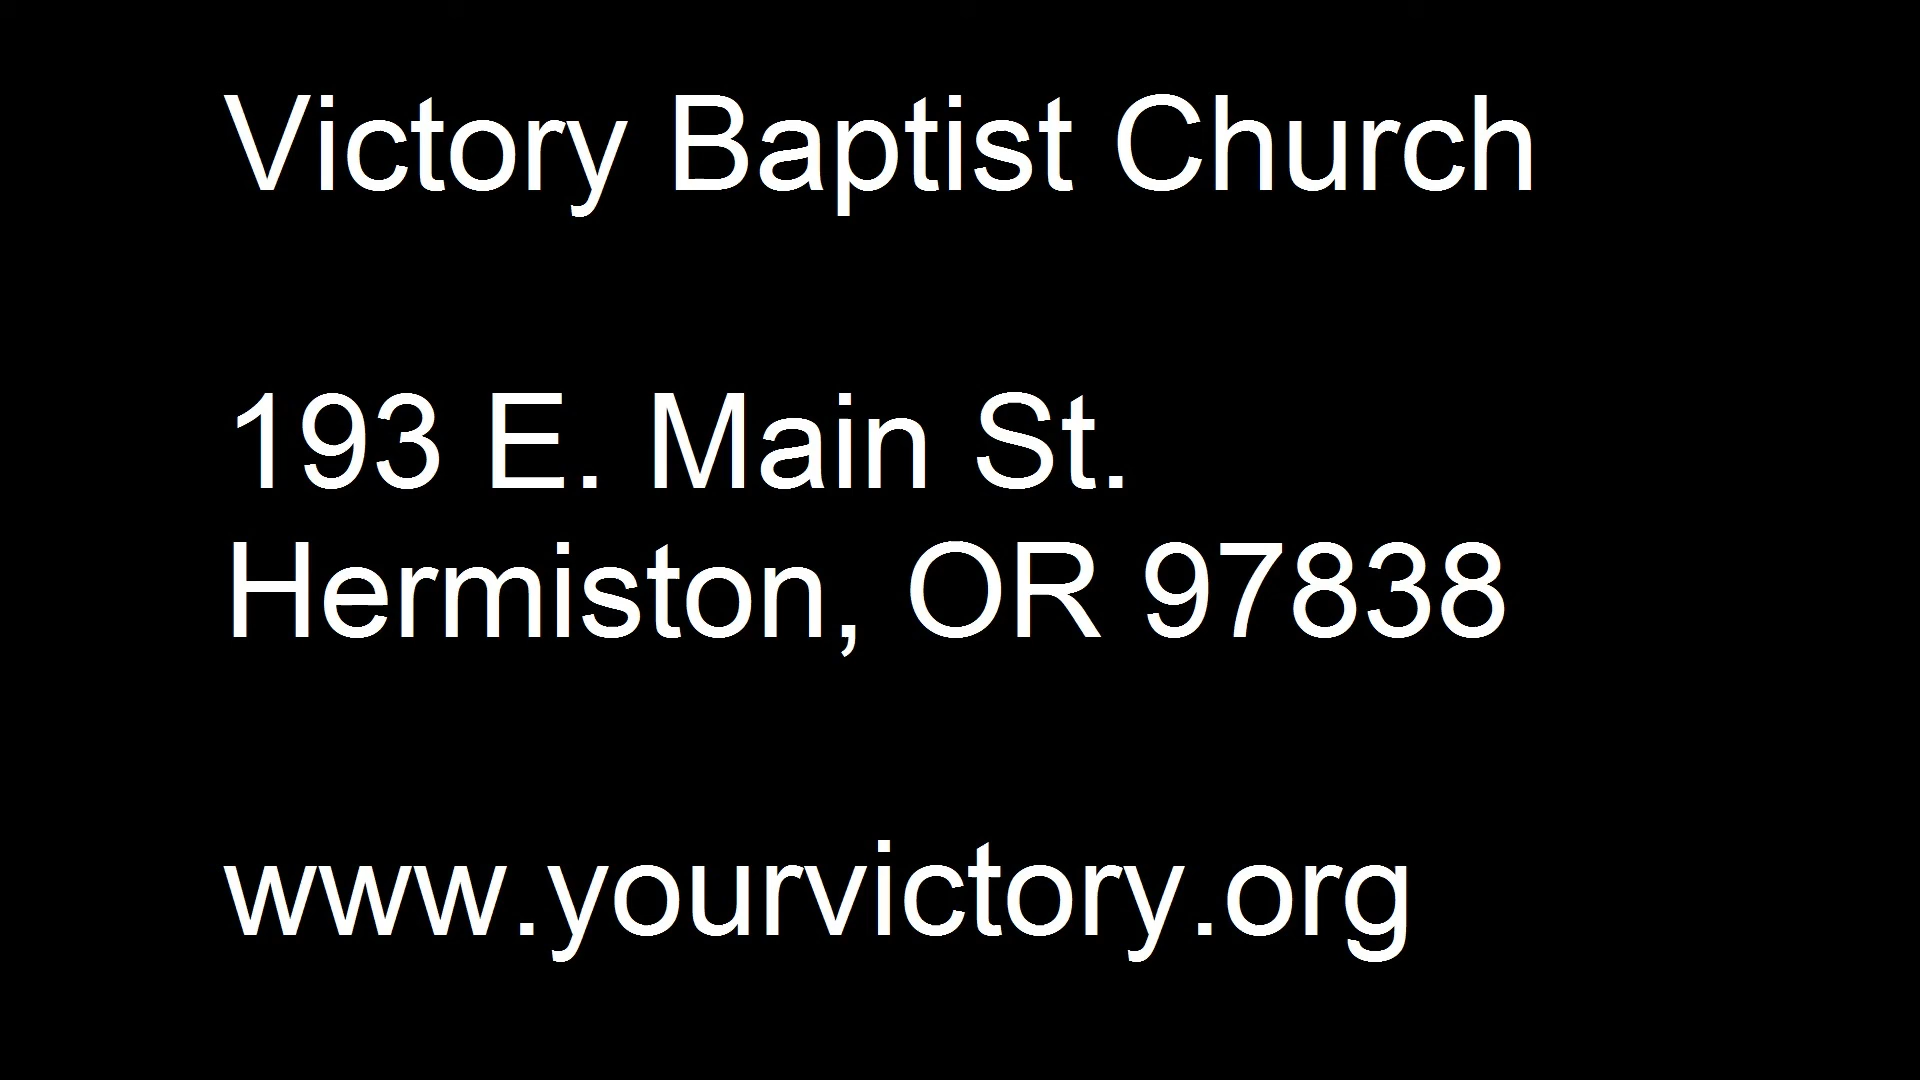 Victory Baptist Church
193 E. Main St.
Hermiston, OR 97838
www.yourvictory.org